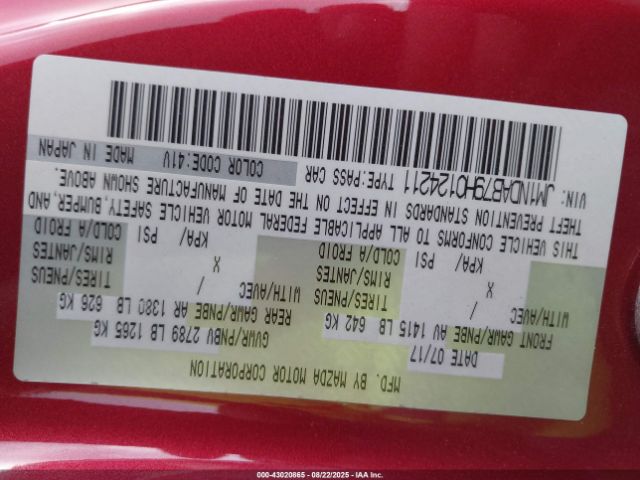 MFD. BY MAZDA MOTOR CORPORATION
DATE 07/17 GVWR/PNBV 2789 LB 1265 KG
FRONT GAWR/PNBE AV 1415 LB 642 KG REAR GAWR/PNBE AR 1380 LB 626 KG
WITH/AVEC TIRES/PNEUS WITH/AVEC TIRES/PNEUS
X RIMS/JANTES X RIMS/JANTES
KPA/ PSI COLD/A FROID KPA/ PSI COLD/A FROID
THIS VEHICLE CONFORMS TO ALL APPLICABLE FEDERAL MOTOR VEHICLE SAFETY, BUMPER, AND
THEFT PREVENTION STANDARDS IN EFFECT ON THE DATE OF MANUFACTURE SHOWN ABOVE.
VIN: JM1NDAB79H0124211 TYPE:PASS CAR
COLOR CODE:41V MADE IN JAPAN
000-43020865 - 08/22/2025 - IAAI.COM